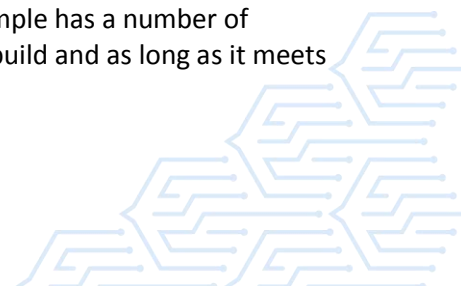 mple has a number of
build and as long as it meets